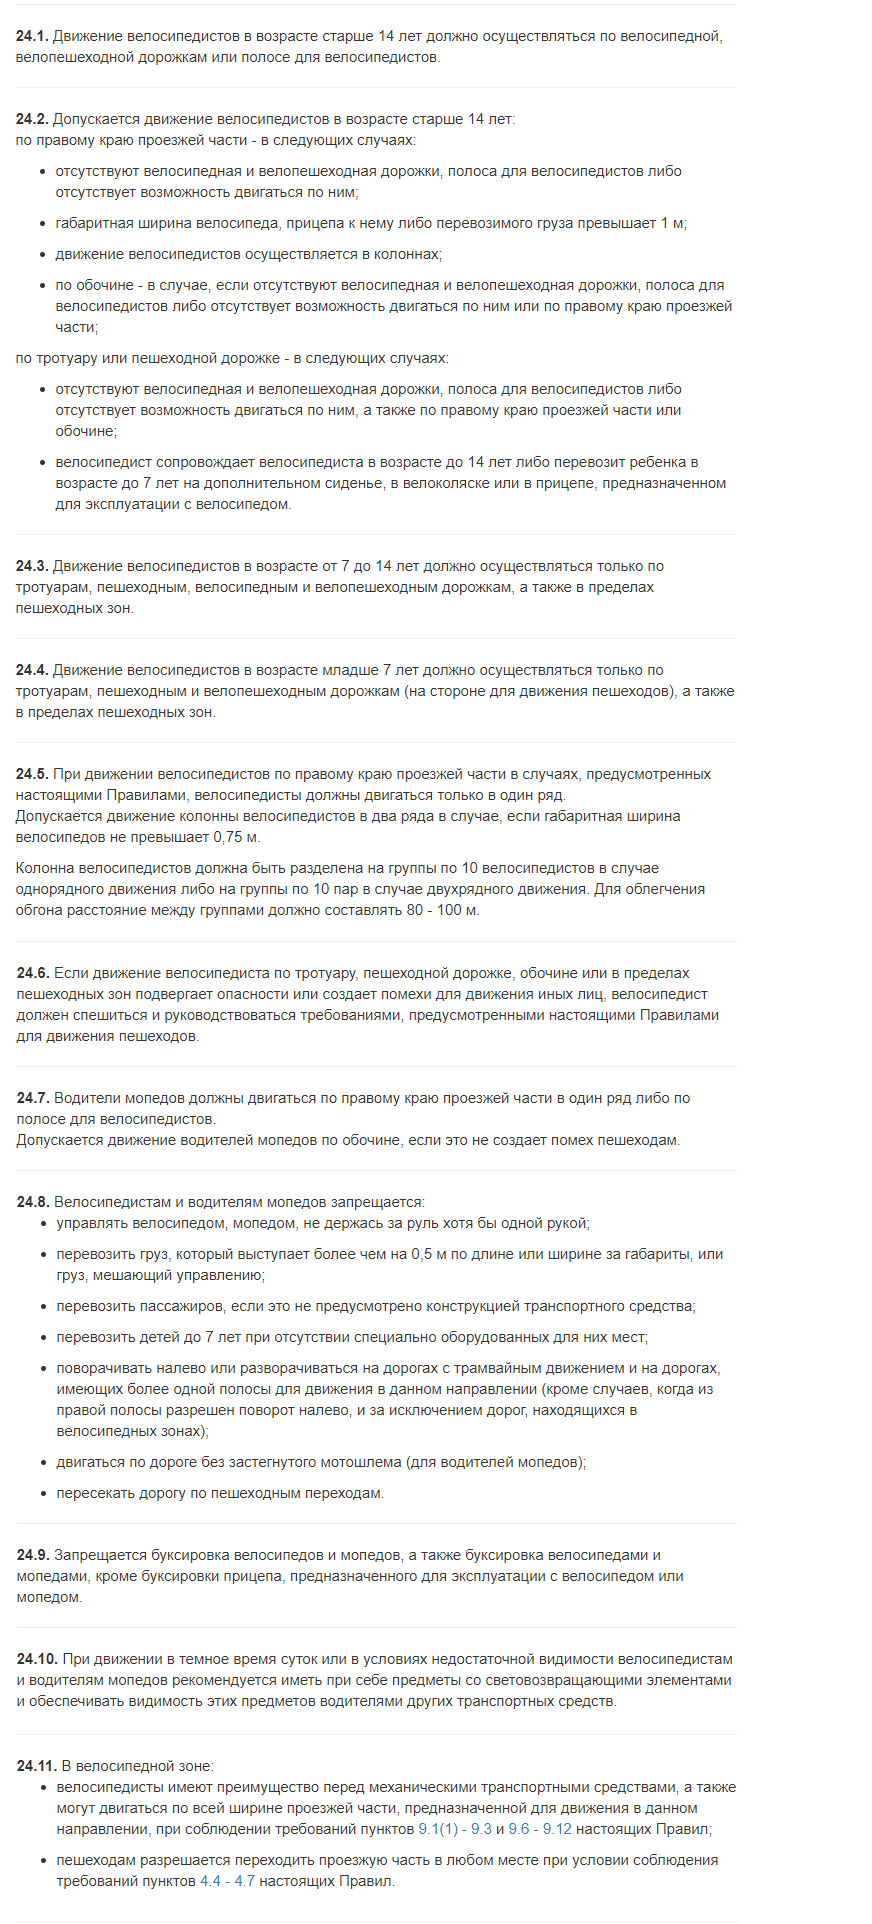 24.1. Движение велосипедистов в возрасте старше 14 лет должно осуществляться по велосипедной,
велопешеходной дорожкам или полосе для велосипедистов.
24.2. Допускается движение велосипедистов в возрасте старше 14 лет:
по правому краю проезжей части - в следующих случаях:
• отсутствуют велосипедная и велопешеходная дорожки, полоса для велосипедистов либо
отсутствует возможность двигаться по ним;
• габаритная ширина велосипеда, прицепа к нему либо перевозимого груза превышает 1 м;
• движение велосипедистов осуществляется в колоннах;
• по обочине - в случае, если отсутствуют велосипедная и велопешеходная дорожки, полоса для
велосипедистов либо отсутствует возможность двигаться по ним или по правому краю проезжей
части;
по тротуару или пешеходной дорожке - в следующих случаях:
• отсутствуют велосипедная и велопешеходная дорожки, полоса для велосипедистов либо
отсутствует возможность двигаться по ним, а также по правому краю проезжей части или
обочине;
• велосипедист сопровождает велосипедиста в возрасте до 14 лет либо перевозит ребенка в
возрасте до 7 лет на дополнительном сиденье, в велоколяске или в прицепе, предназначенном
для эксплуатации с велосипедом.
24.3. Движение велосипедистов в возрасте от 7 до 14 лет должно осуществляться только по
тротуарам, пешеходным, велосипедным и велопешеходным дорожкам, а также в пределах
пешеходных зон.
24.4. Движение велосипедистов в возрасте младше 7 лет должно осуществляться только по
тротуарам, пешеходным и велопешеходным дорожкам (на стороне для движения пешеходов), а также
в пределах пешеходных зон.
24.5. При движении велосипедистов по правому краю проезжей части в случаях, предусмотренных
настоящими Правилами, велосипедисты должны двигаться только в один ряд.
Допускается движение колонны велосипедистов в два ряда в случае, если габаритная ширина
велосипедов не превышает 0,75 м.
Колонна велосипедистов должна быть разделена на группы по 10 велосипедистов в случае
однорядного движения либо на группы по 10 пар в случае двухрядного движения. Для облегчения
обгона расстояние между группами должно составлять 80 - 100 м.
24.6. Если движение велосипедиста по тротуару, пешеходной дорожке, обочине или в пределах
пешеходных зон подвергает опасности или создает помехи для движения иных лиц, велосипедист
должен спешиться и руководствоваться требованиями, предусмотренными настоящими Правилами
для движения пешеходов.
24.7. Водители мопедов должны двигаться по правому краю проезжей части в один ряд либо по
полосе для велосипедистов.
Допускается движение водителей мопедов по обочине, если это не создает помех пешеходам.
24.8. Велосипедистам и водителям мопедов запрещается:
• управлять велосипедом, мопедом, не держась за руль хотя бы одной рукой;
• перевозить груз, который выступает более чем на 0,5 м по длине или ширине за габариты, или
груз, мешающий управлению;
• перевозить пассажиров, если это не предусмотрено конструкцией транспортного средства;
• перевозить детей до 7 лет при отсутствии специально оборудованных для них мест;
• поворачивать налево или разворачиваться на дорогах с трамвайным движением и на дорогах,
имеющих более одной полосы для движения в данном направлении (кроме случаев, когда из
правой полосы разрешен поворот налево, и за исключением дорог, находящихся в
велосипедных зонах);
• двигаться по дороге без застегнутого мотошлема (для водителей мопедов);
• пересекать дорогу по пешеходным переходам.
24.9. Запрещается буксировка велосипедов и мопедов, а также буксировка велосипедами и
мопедами, кроме буксировки прицепа, предназначенного для эксплуатации с велосипедом или
мопедом.
24.10. При движении в темное время суток или в условиях недостаточной видимости велосипедистам
и водителям мопедов рекомендуется иметь при себе предметы со световозвращающими элементами
и обеспечивать видимость этих предметов водителями других транспортных средств.
24.11. В велосипедной зоне:
• велосипедисты имеют преимущество перед механическими транспортными средствами, а также
могут двигаться по всей ширине проезжей части, предназначенной для движения в данном
направлении, при соблюдении требований пунктов 9.1(1) - 9.3 и 9.6 - 9.12 настоящих Правил;
• пешеходам разрешается переходить проезжую часть в любом месте при условии соблюдения
требований пунктов 4.4 - 4.7 настоящих Правил.